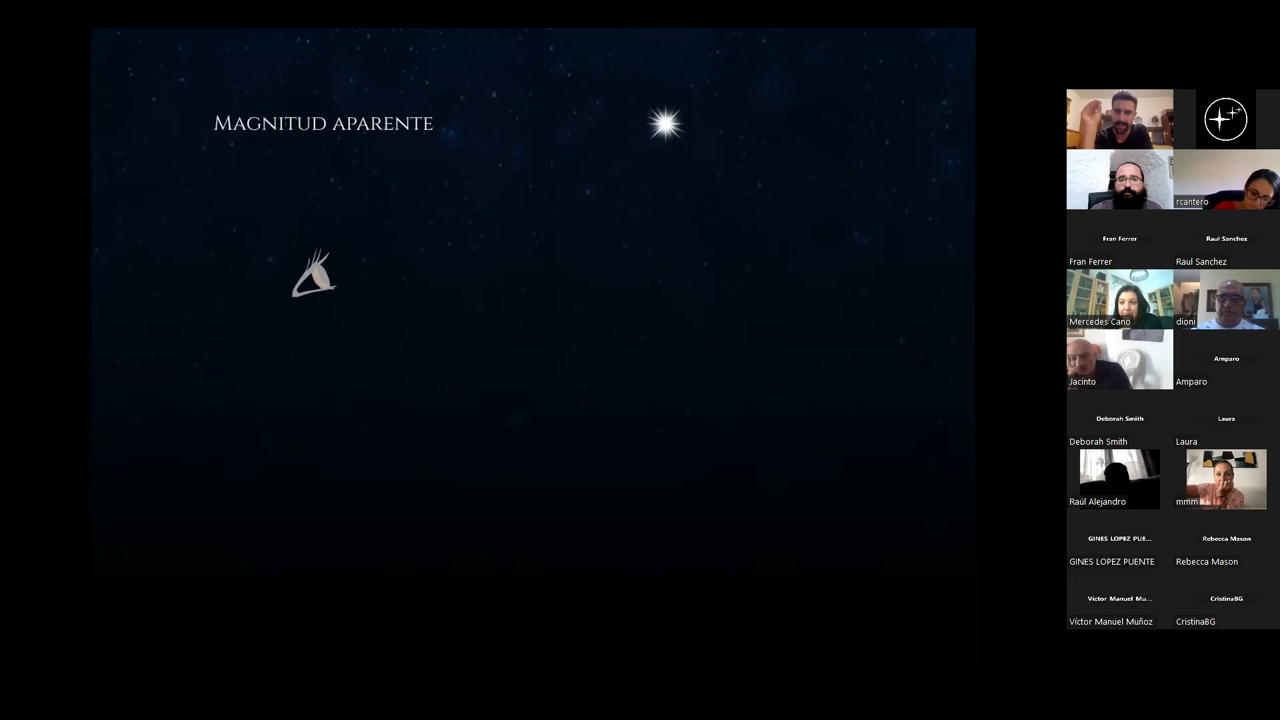 MAGNITUD APARENTE
rcantero
Fran Ferrer
Raul Sanchez
Fran Ferrer
Raul Sanchez
Mercedes Cano
dioni
Amparo
Jacinto
Amparo
Deborah Smith
Laura
Deborah Smith
Laura
Raúl Alejandro
mmm
GINES LOPEZ PUE...
Rebecca Mason
GINES LOPEZ PUENTE
Rebecca Mason
Víctor Manuel Mu...
CristinaBG
Víctor Manuel Muñoz
CristinaBG